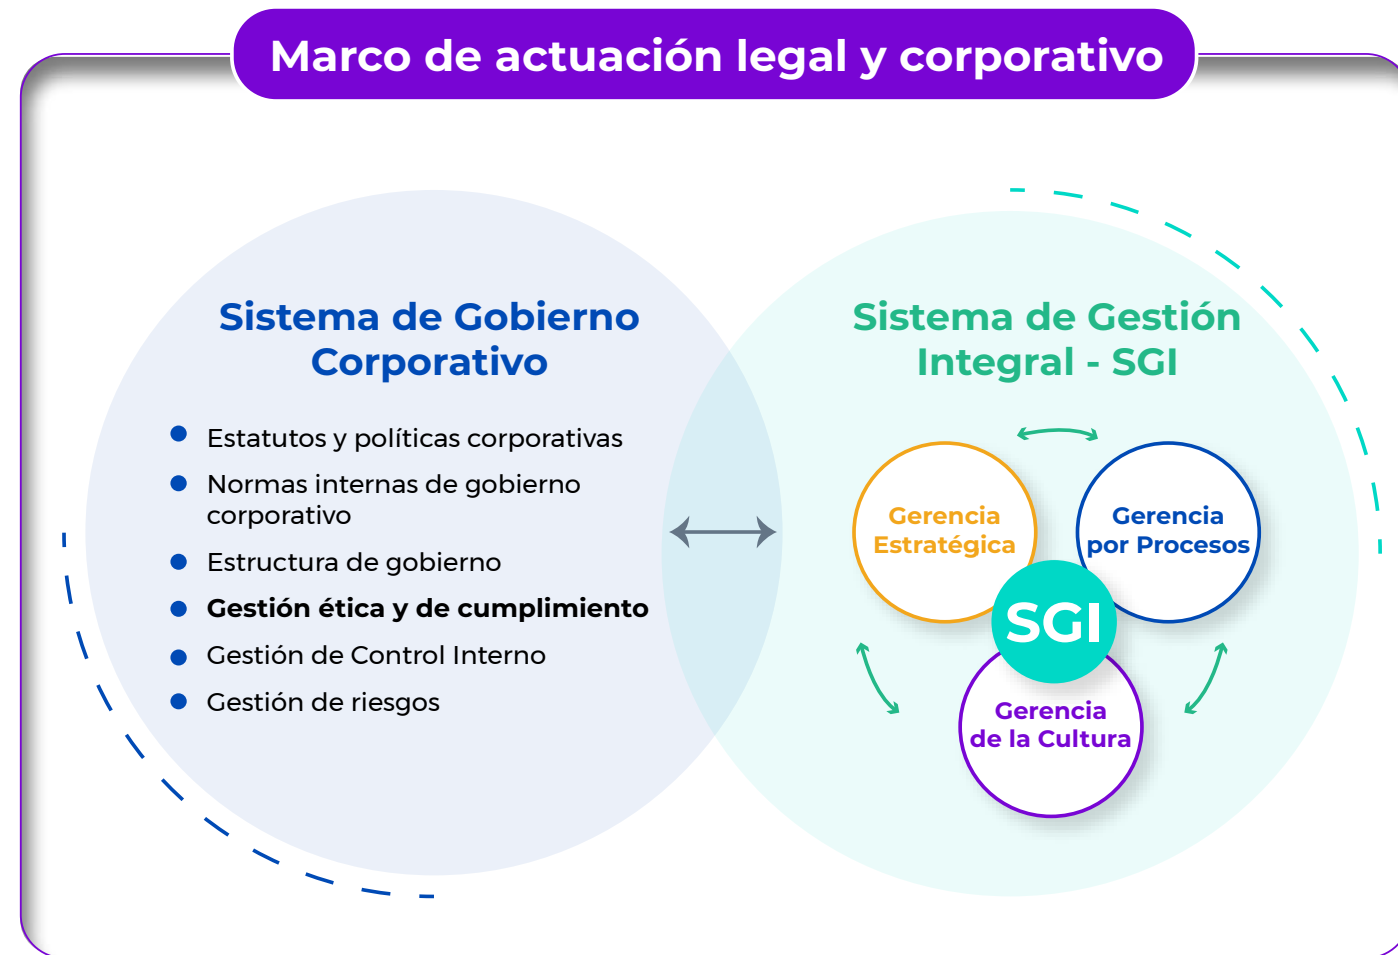 Marco de actuación legal y corporativo
Sistema de Gobierno
Corporativo
Estatutos y políticas corporativas
Normas internas de gobierno
corporativo
Estructura de gobierno
Gestión ética y de cumplimiento
Gestión de Control Interno
Gestión de riesgos
Sistema de Gestión
Integral - SGI
Gerencia
Estratégica
Gerencia
por Procesos
SGI
Gerencia
de la Cultura